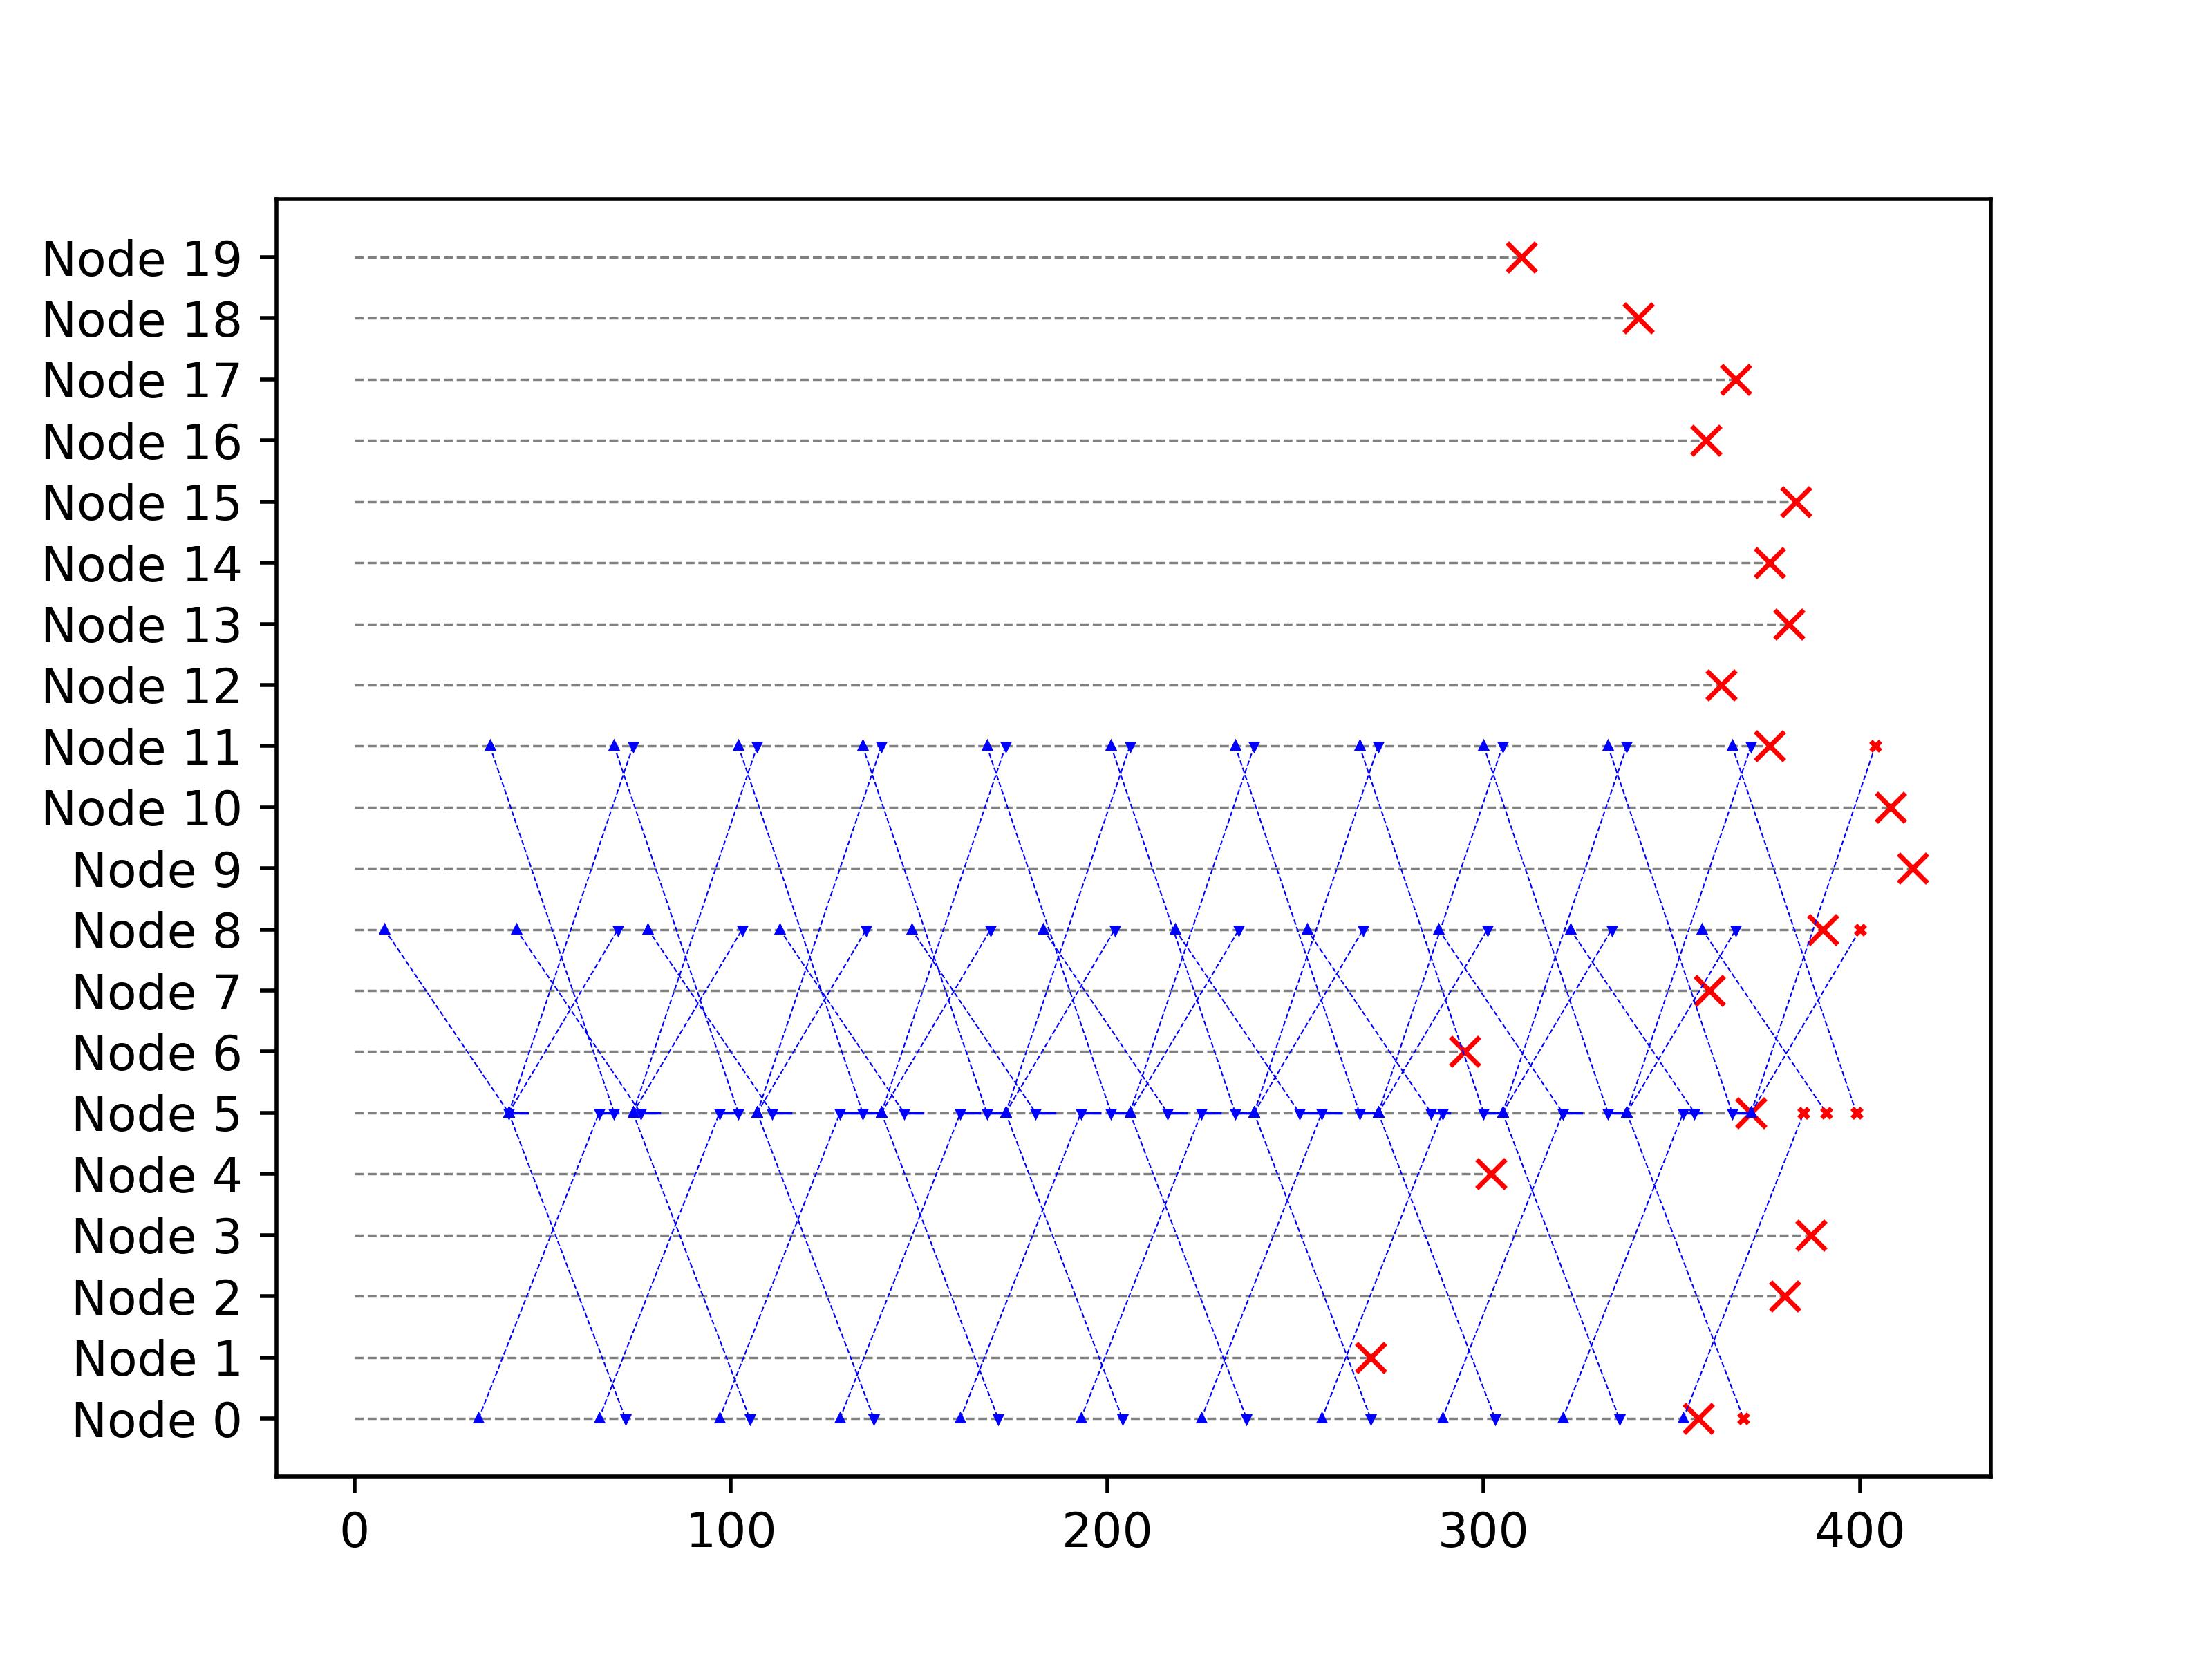 Node 19
Node 18
Node 17
Node 16
Node 15
Node 14
Node 13
Node 12
Node 11
Node 10
Node 9
Node 8
Node 7
Node 6
Node 5
Node 4
Node 3
Node 2
Node 1
Node 0
0 100 200 300 400